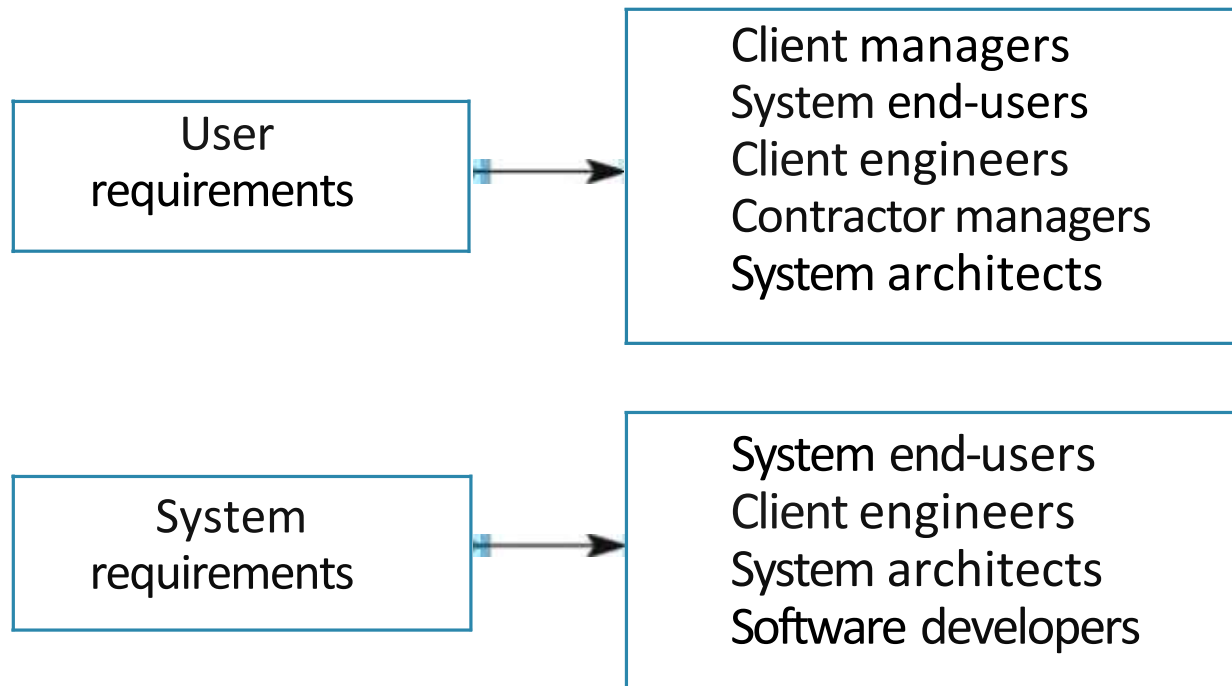 User
requirements
Client managers
System end-users
Client engineers
Contractor managers
System architects
System
requirements
System end-users
Client engineers
System architects
Software developers